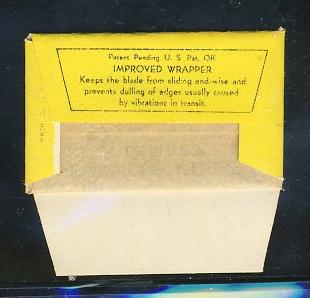 Patent Pending U. S. Pat. Off.
IMPROVED WRAPPER
Keeps the blade from sliding end-wise and
prevents dulling of edges usually caused
by vibrations in transit.